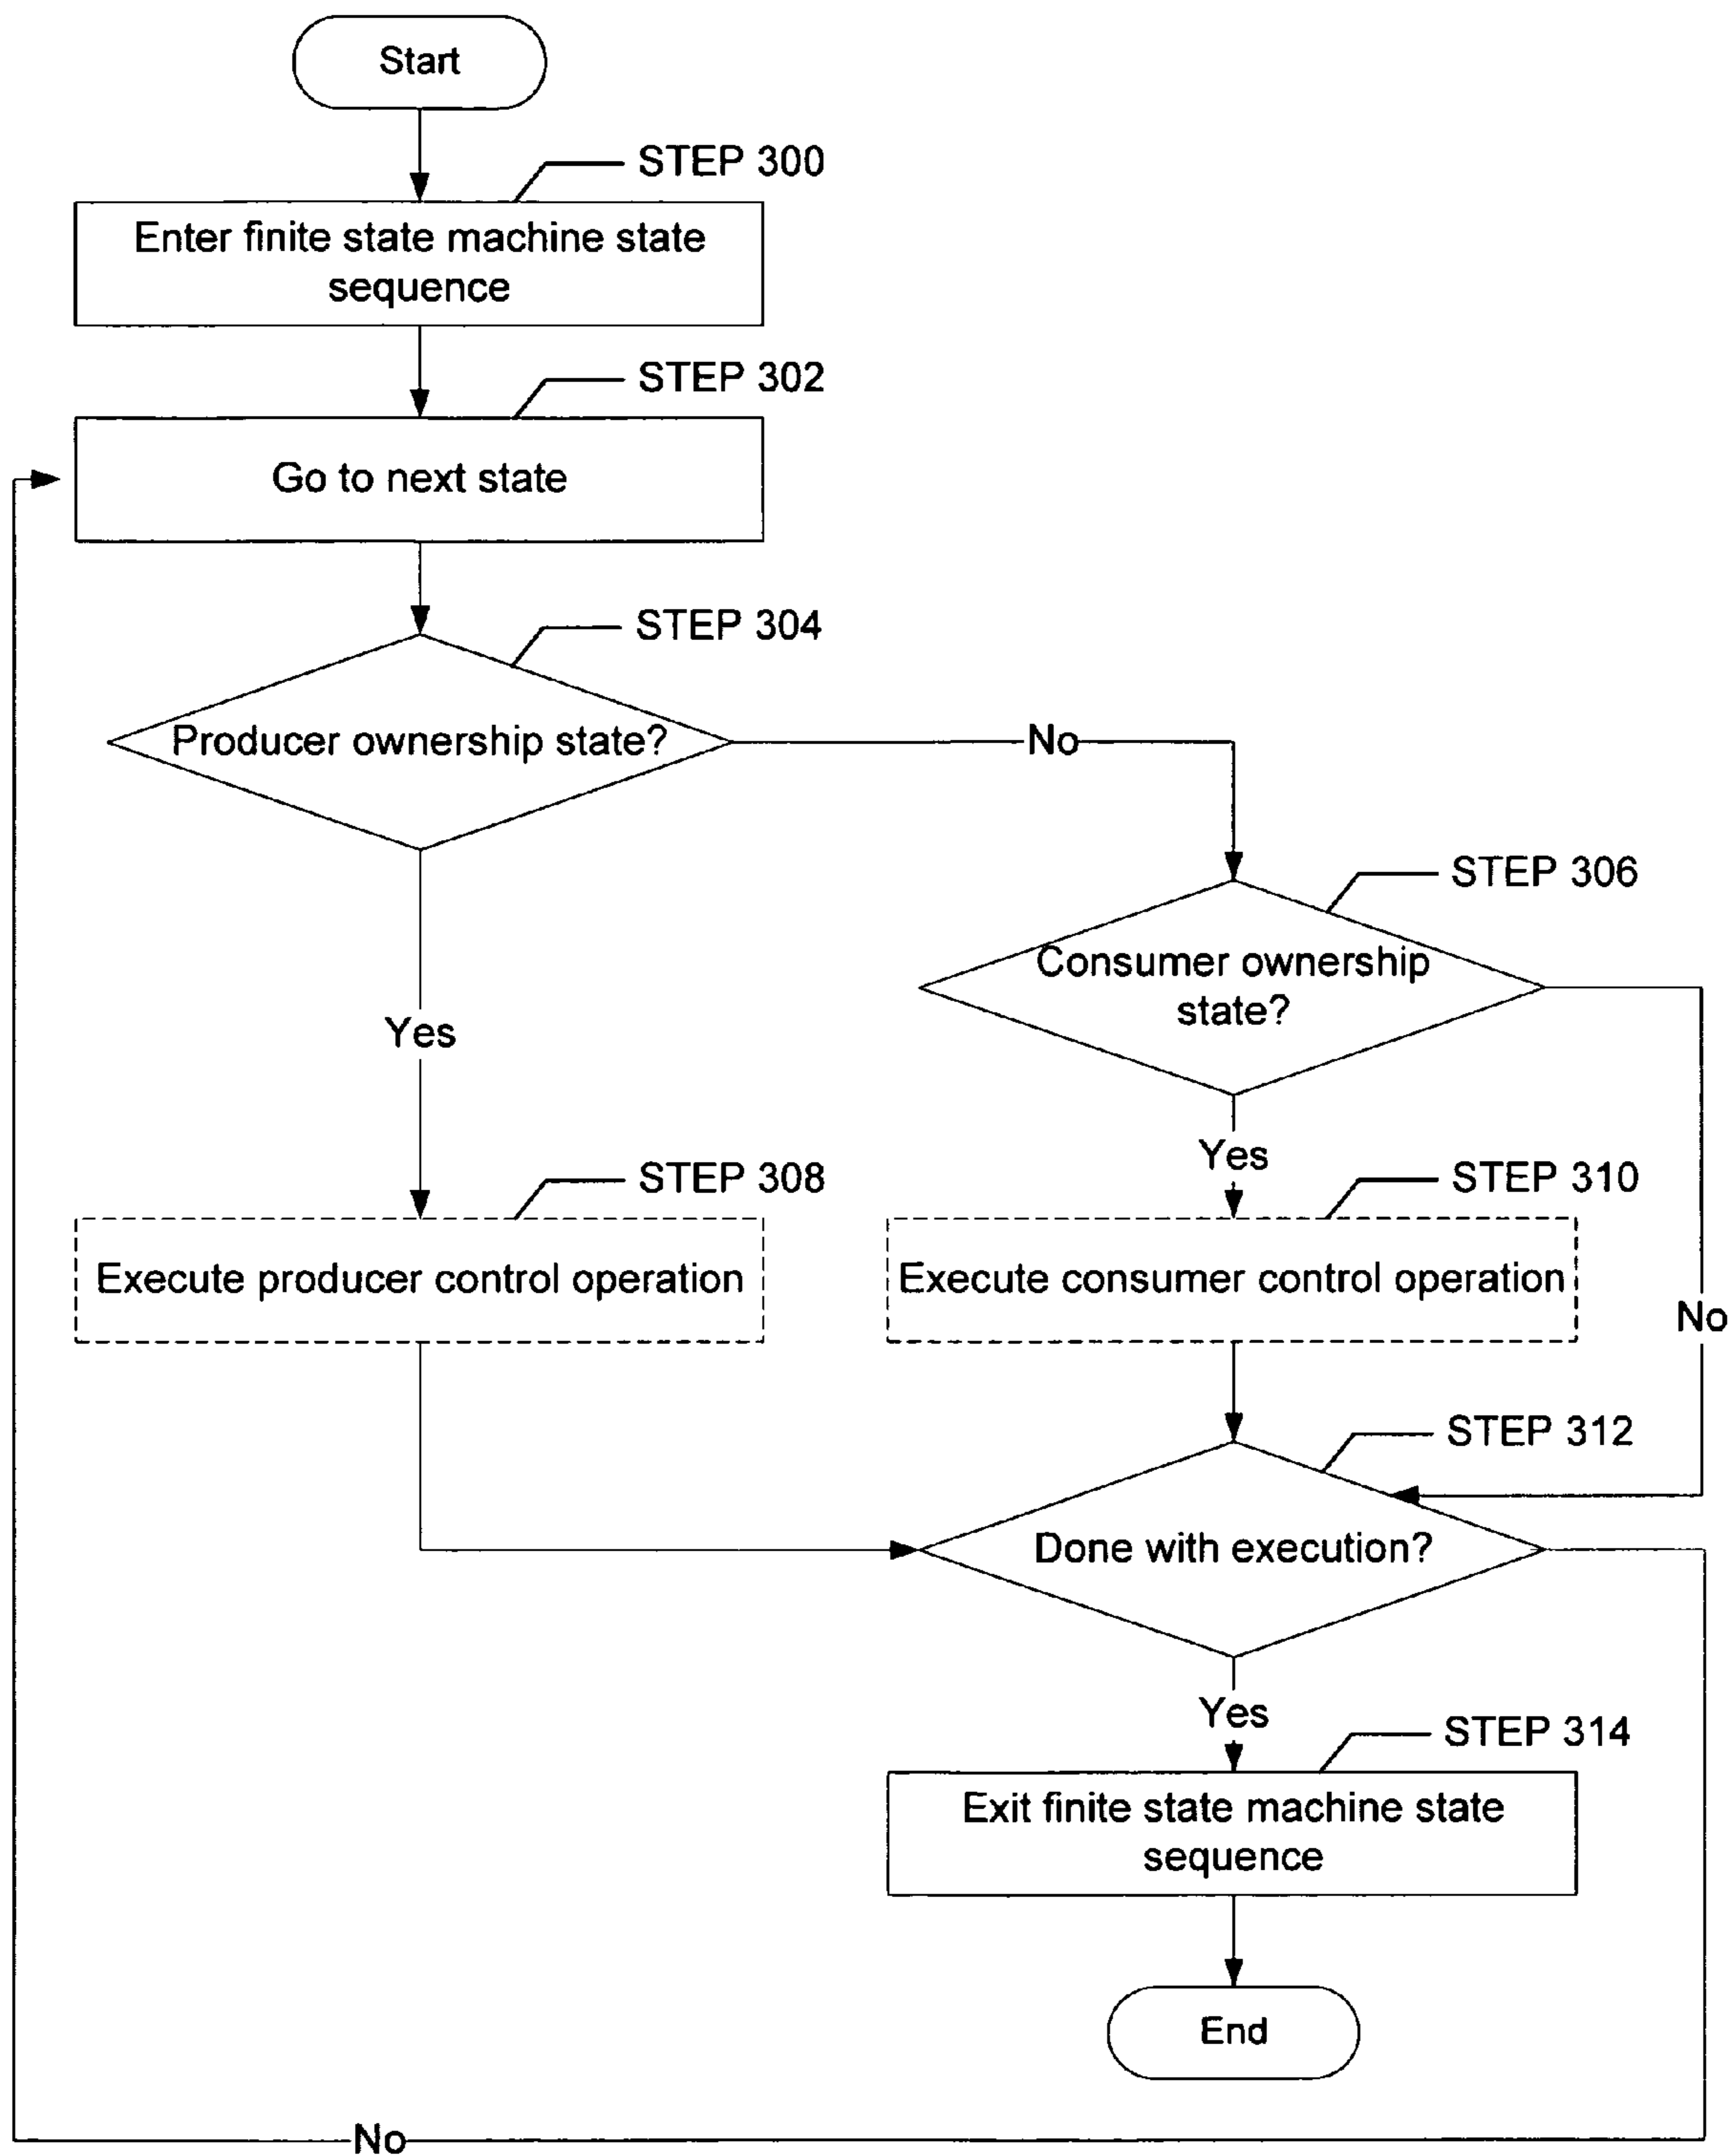 Start
STEP 300
Enter finite state machine state
sequence
STEP 302
Go to next state
STEP 304
Producer ownership state?
No
STEP 306
Consumer ownership
state?
Yes
Yes
STEP 308
STEP 310
Execute producer control operation
Execute consumer control operation
No
STEP 312
Done with execution?
Yes
STEP 314
Exit finite state machine state
sequence
End
No